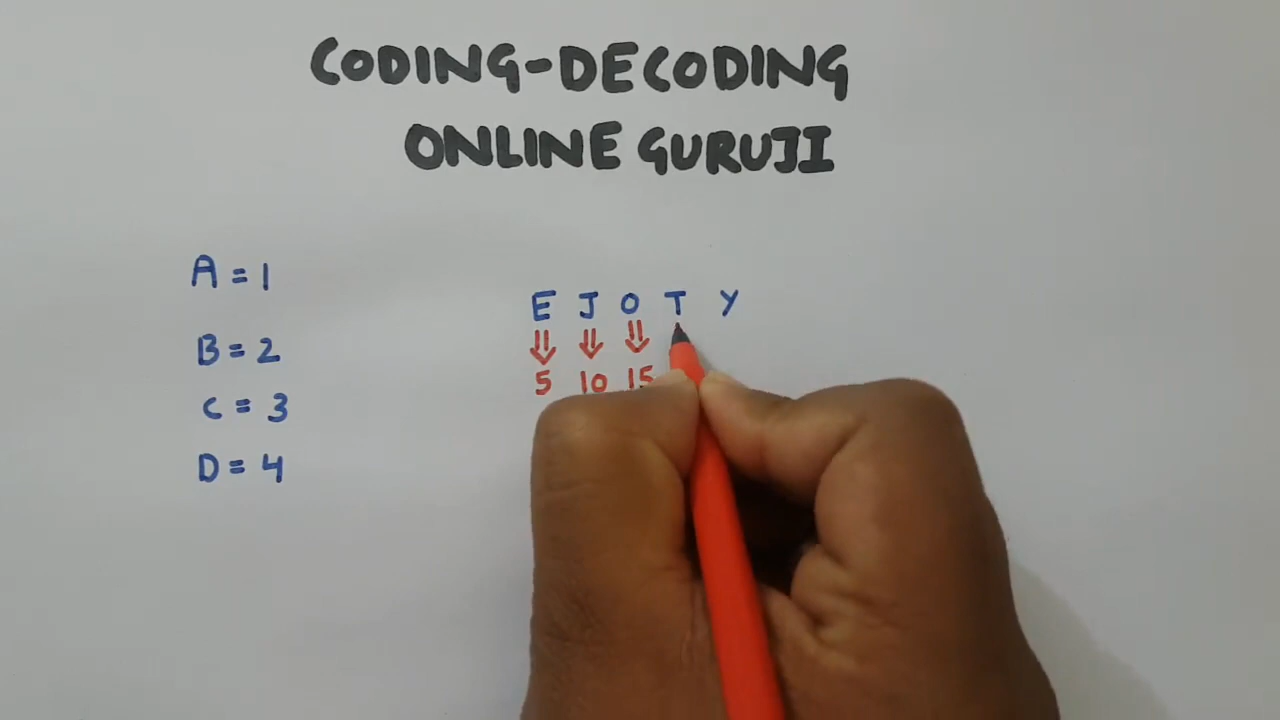 CODING-DECODING
ONLINE GURUJI
A = 1
B = 2
C = 3
D = 4
E J O T Y
⇓ ⇓ ⇓
5 10 15